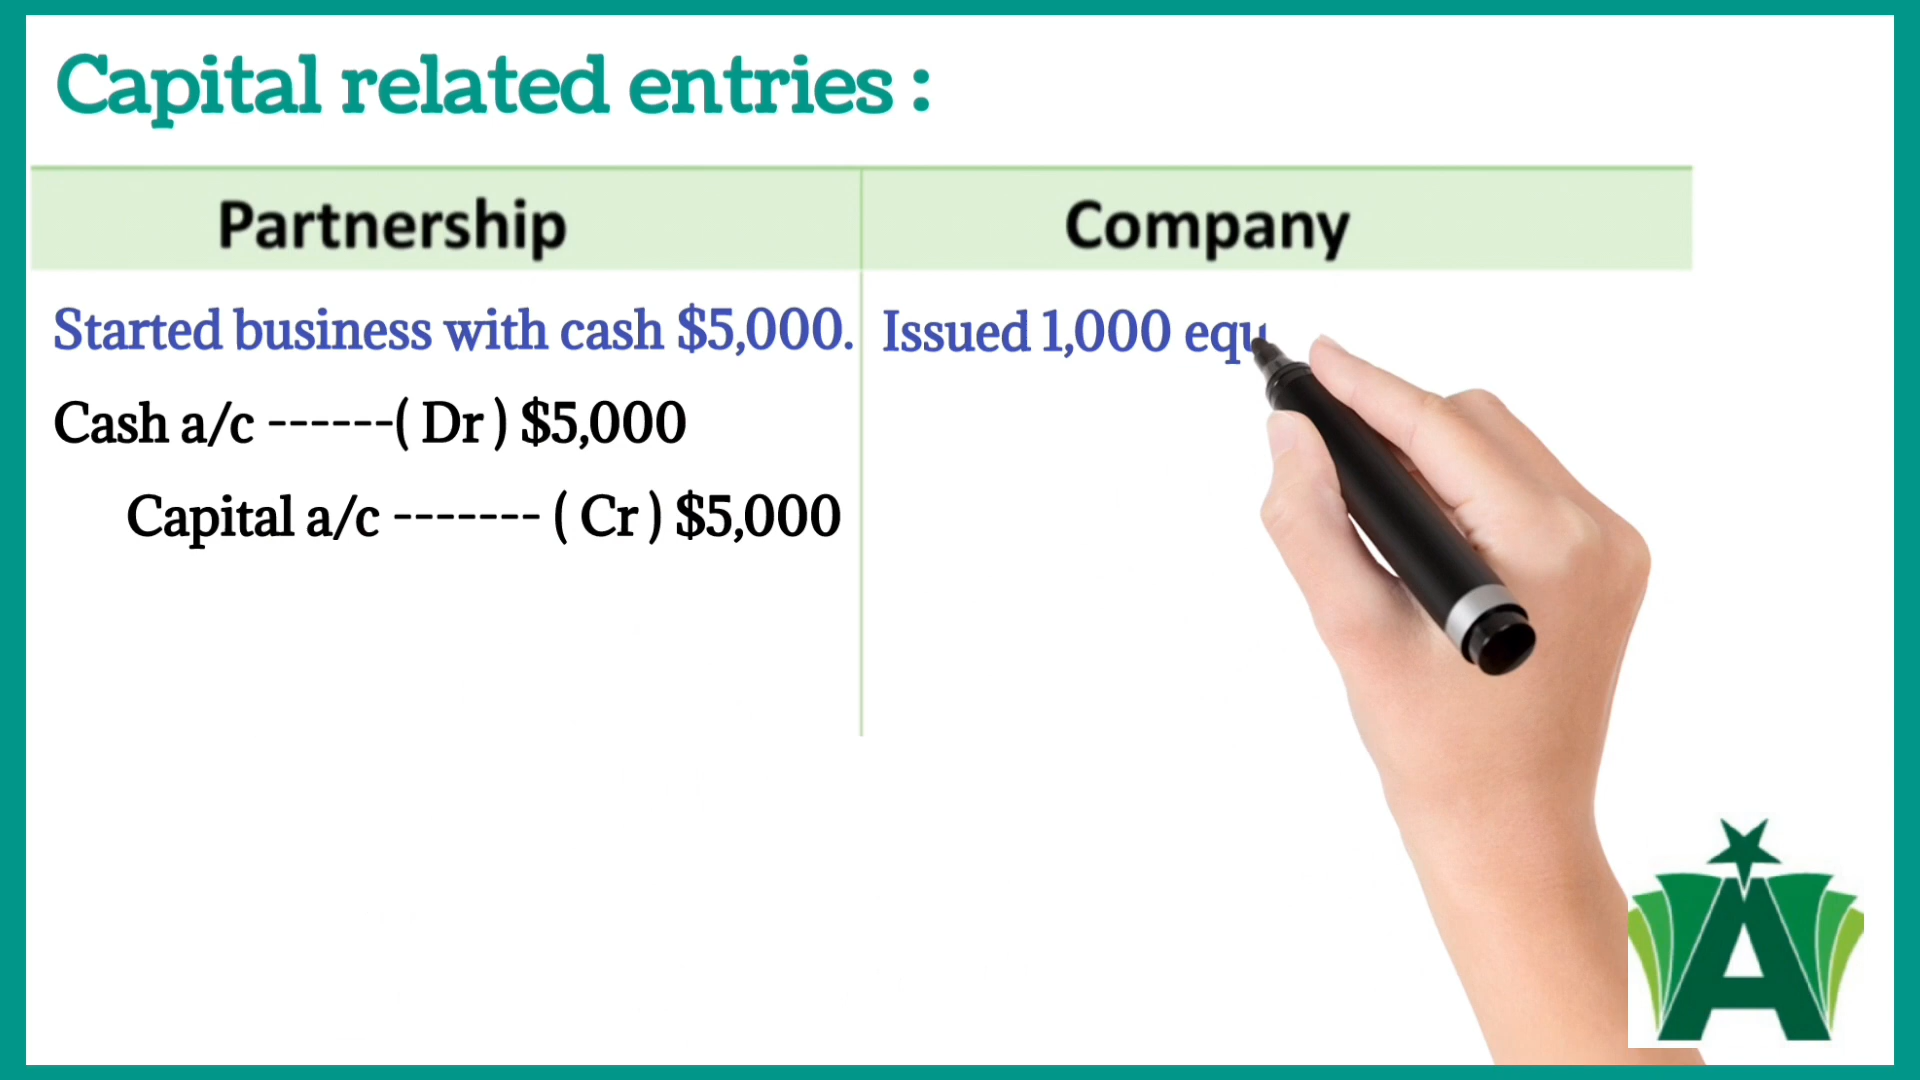 Capital related entries :
Partnership
Company
Started business with cash $5,000.
Issued 1,000 equ
Cash a/c ------( Dr ) $5,000
Capital a/c ------- ( Cr ) $5,000
A